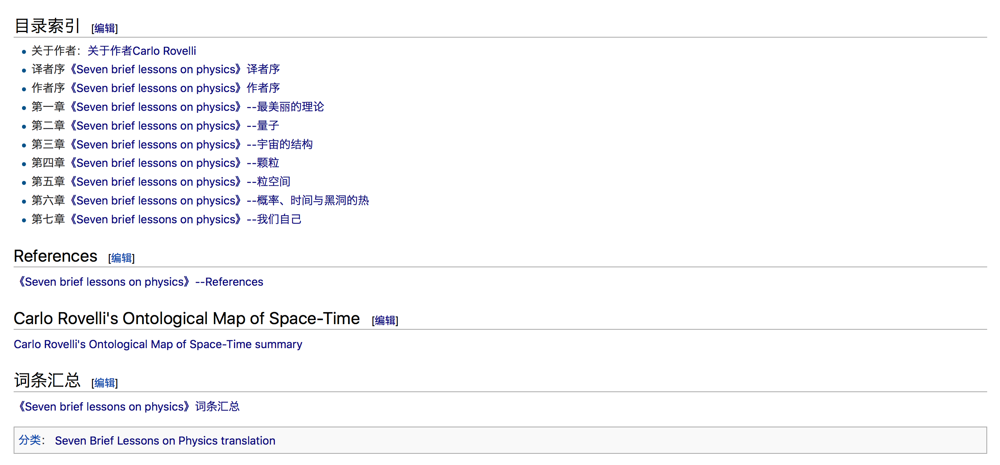 目录索引 [编辑]
关于作者：关于作者Carlo Rovelli
译者序《Seven brief lessons on physics》译者序
作者序《Seven brief lessons on physics》作者序
第一章《Seven brief lessons on physics》--最美丽的理论
第二章《Seven brief lessons on physics》--量子
第三章《Seven brief lessons on physics》--宇宙的结构
第四章《Seven brief lessons on physics》--颗粒
第五章《Seven brief lessons on physics》--粒空间
第六章《Seven brief lessons on physics》--概率、时间与黑洞的热
第七章《Seven brief lessons on physics》--我们自己
References [编辑]
《Seven brief lessons on physics》--References
Carlo Rovelli's Ontological Map of Space-Time [编辑]
Carlo Rovelli's Ontological Map of Space-Time summary
词条汇总 [编辑]
《Seven brief lessons on physics》词条汇总
分类： Seven Brief Lessons on Physics translation